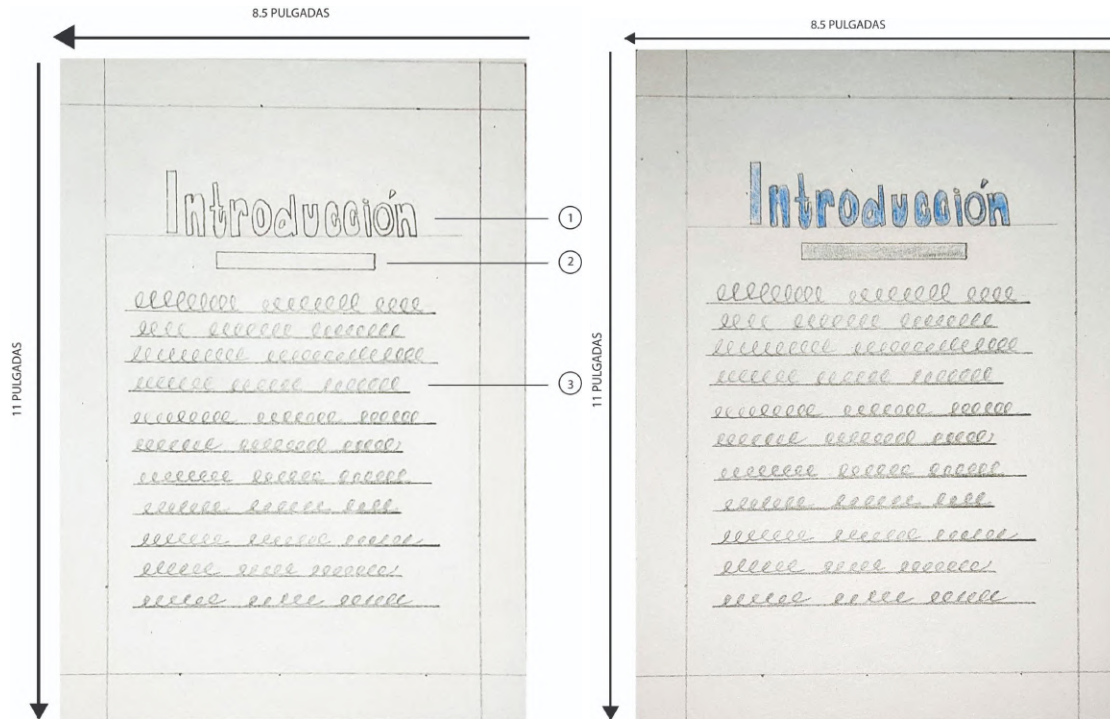 8.5 PULGADAS
8.5 PULGADAS
11 PULGADAS
Introducción
1
2
3
11 PULGADAS
Introducción